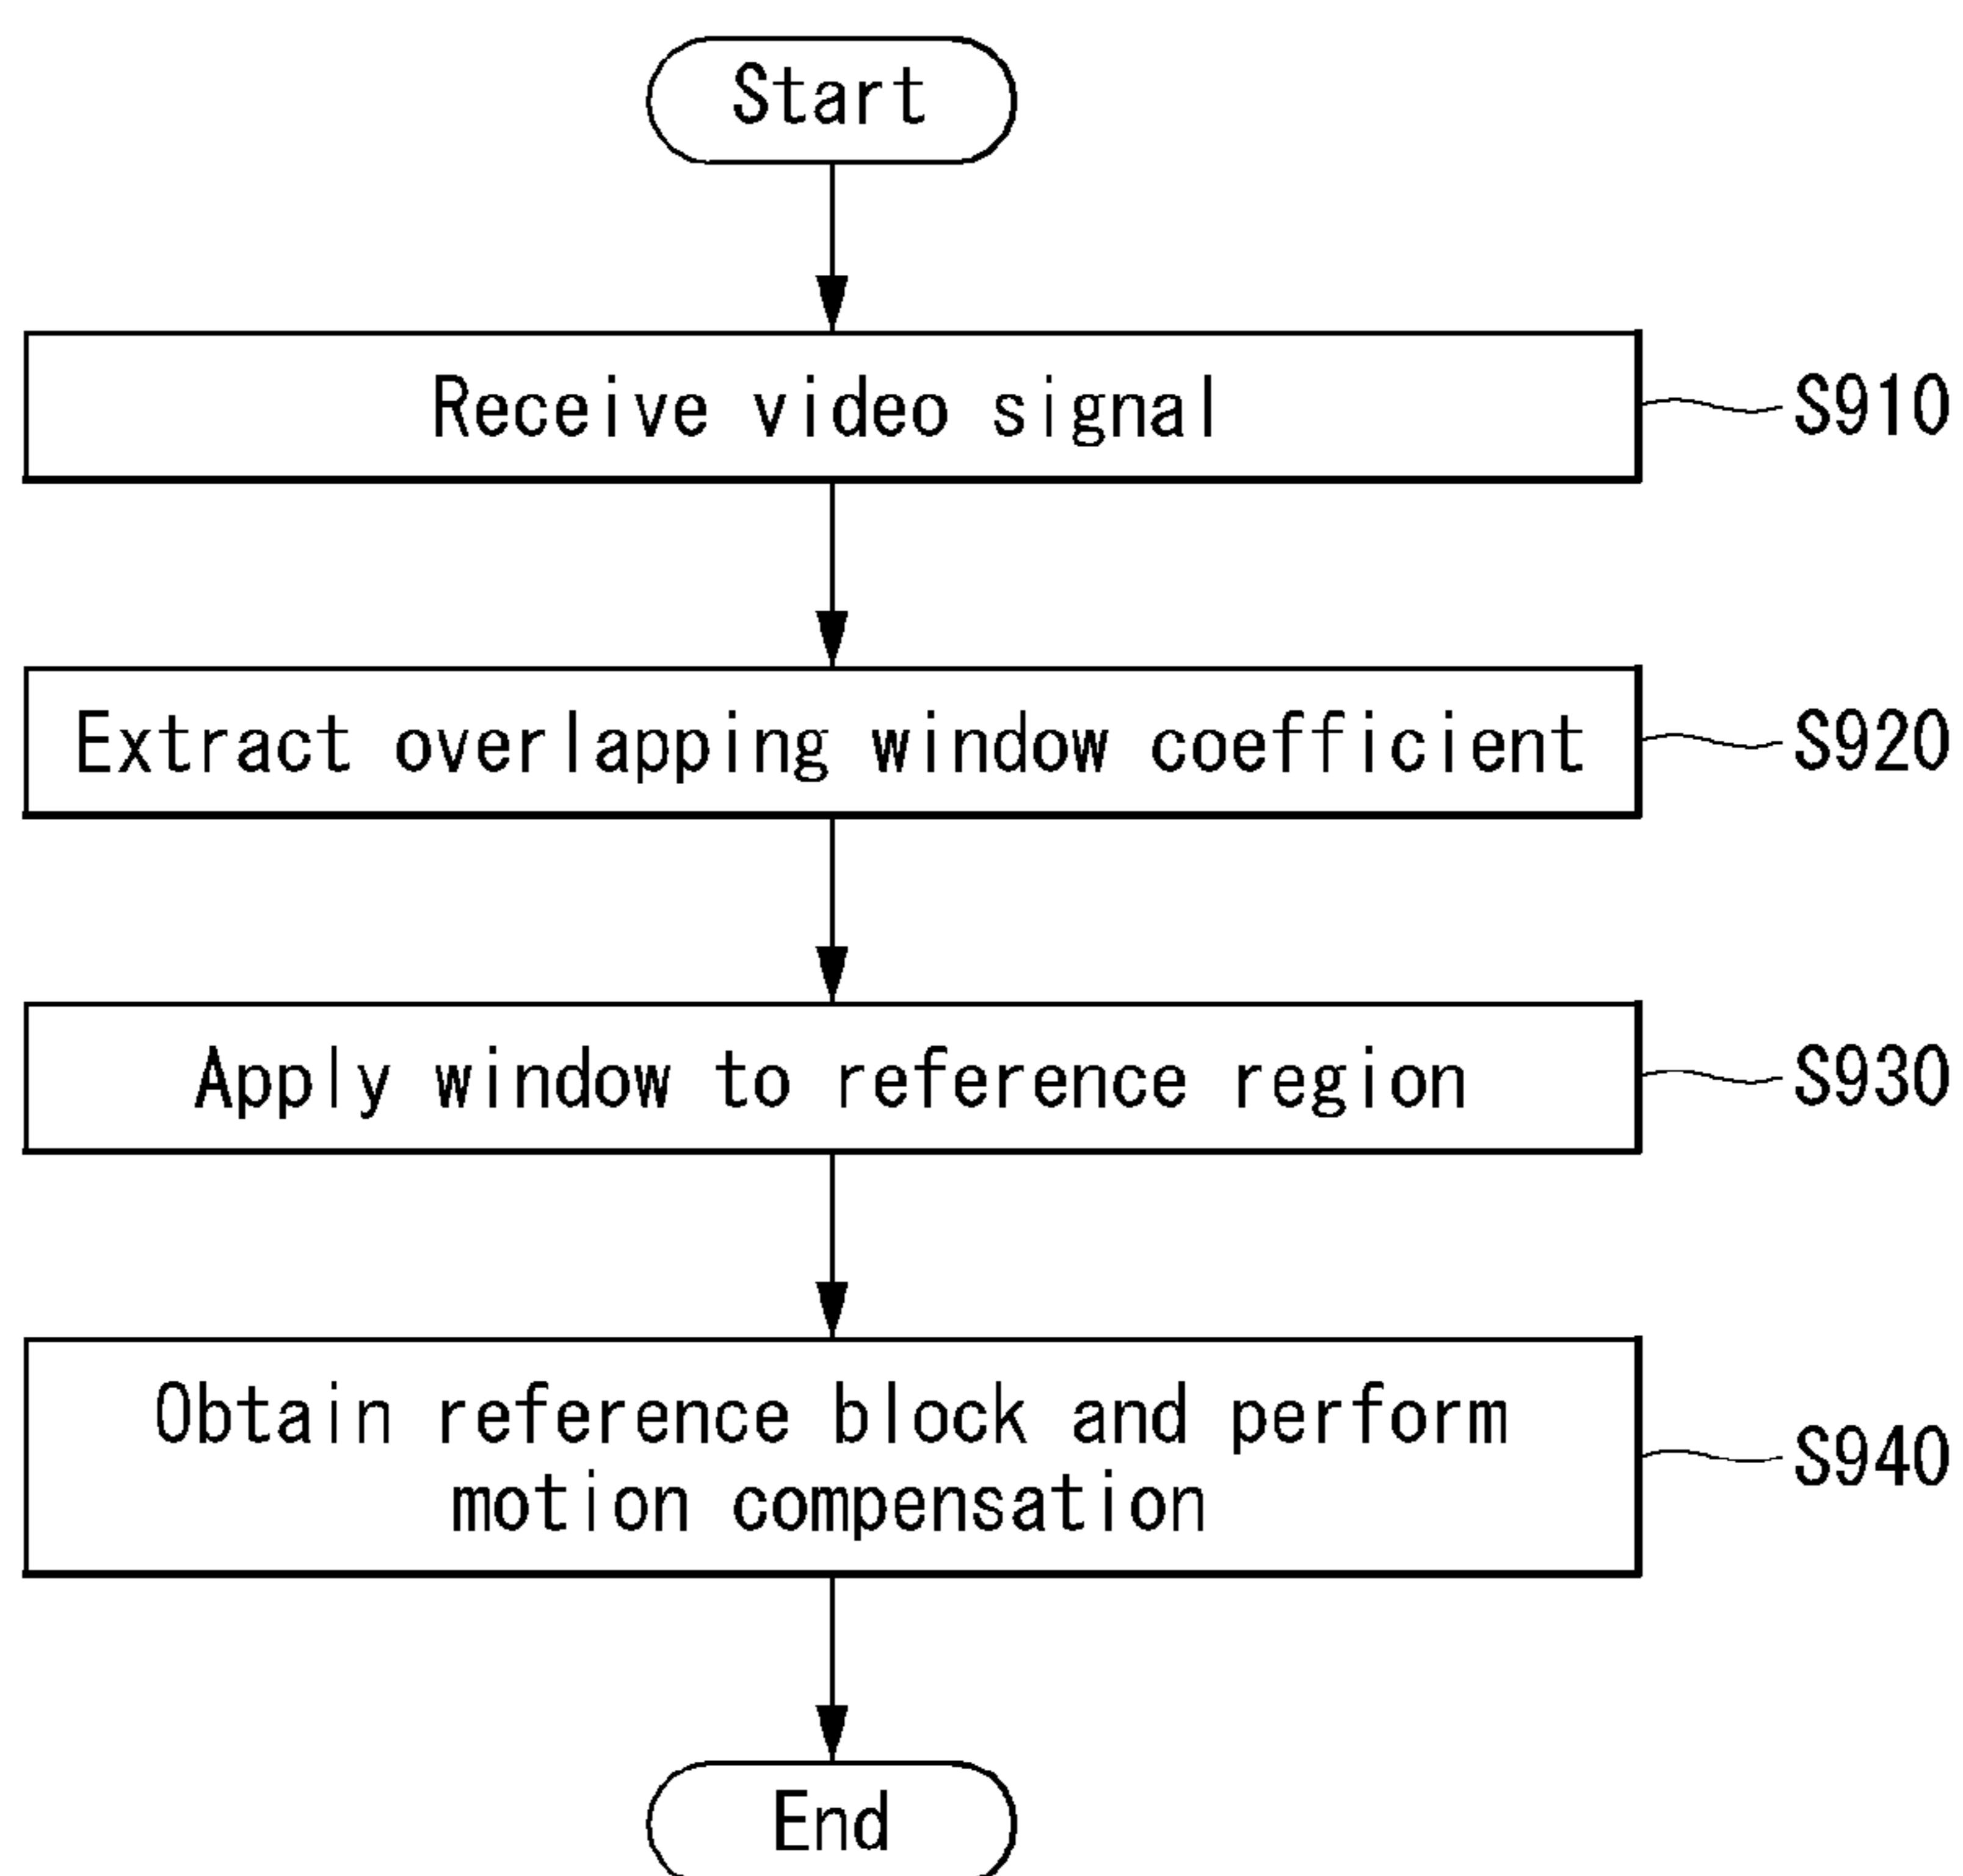 Start
Receive video signal
S910
Extract overlapping window coefficient
S920
Apply window to reference region
S930
Obtain reference block and perform
motion compensation
S940
End